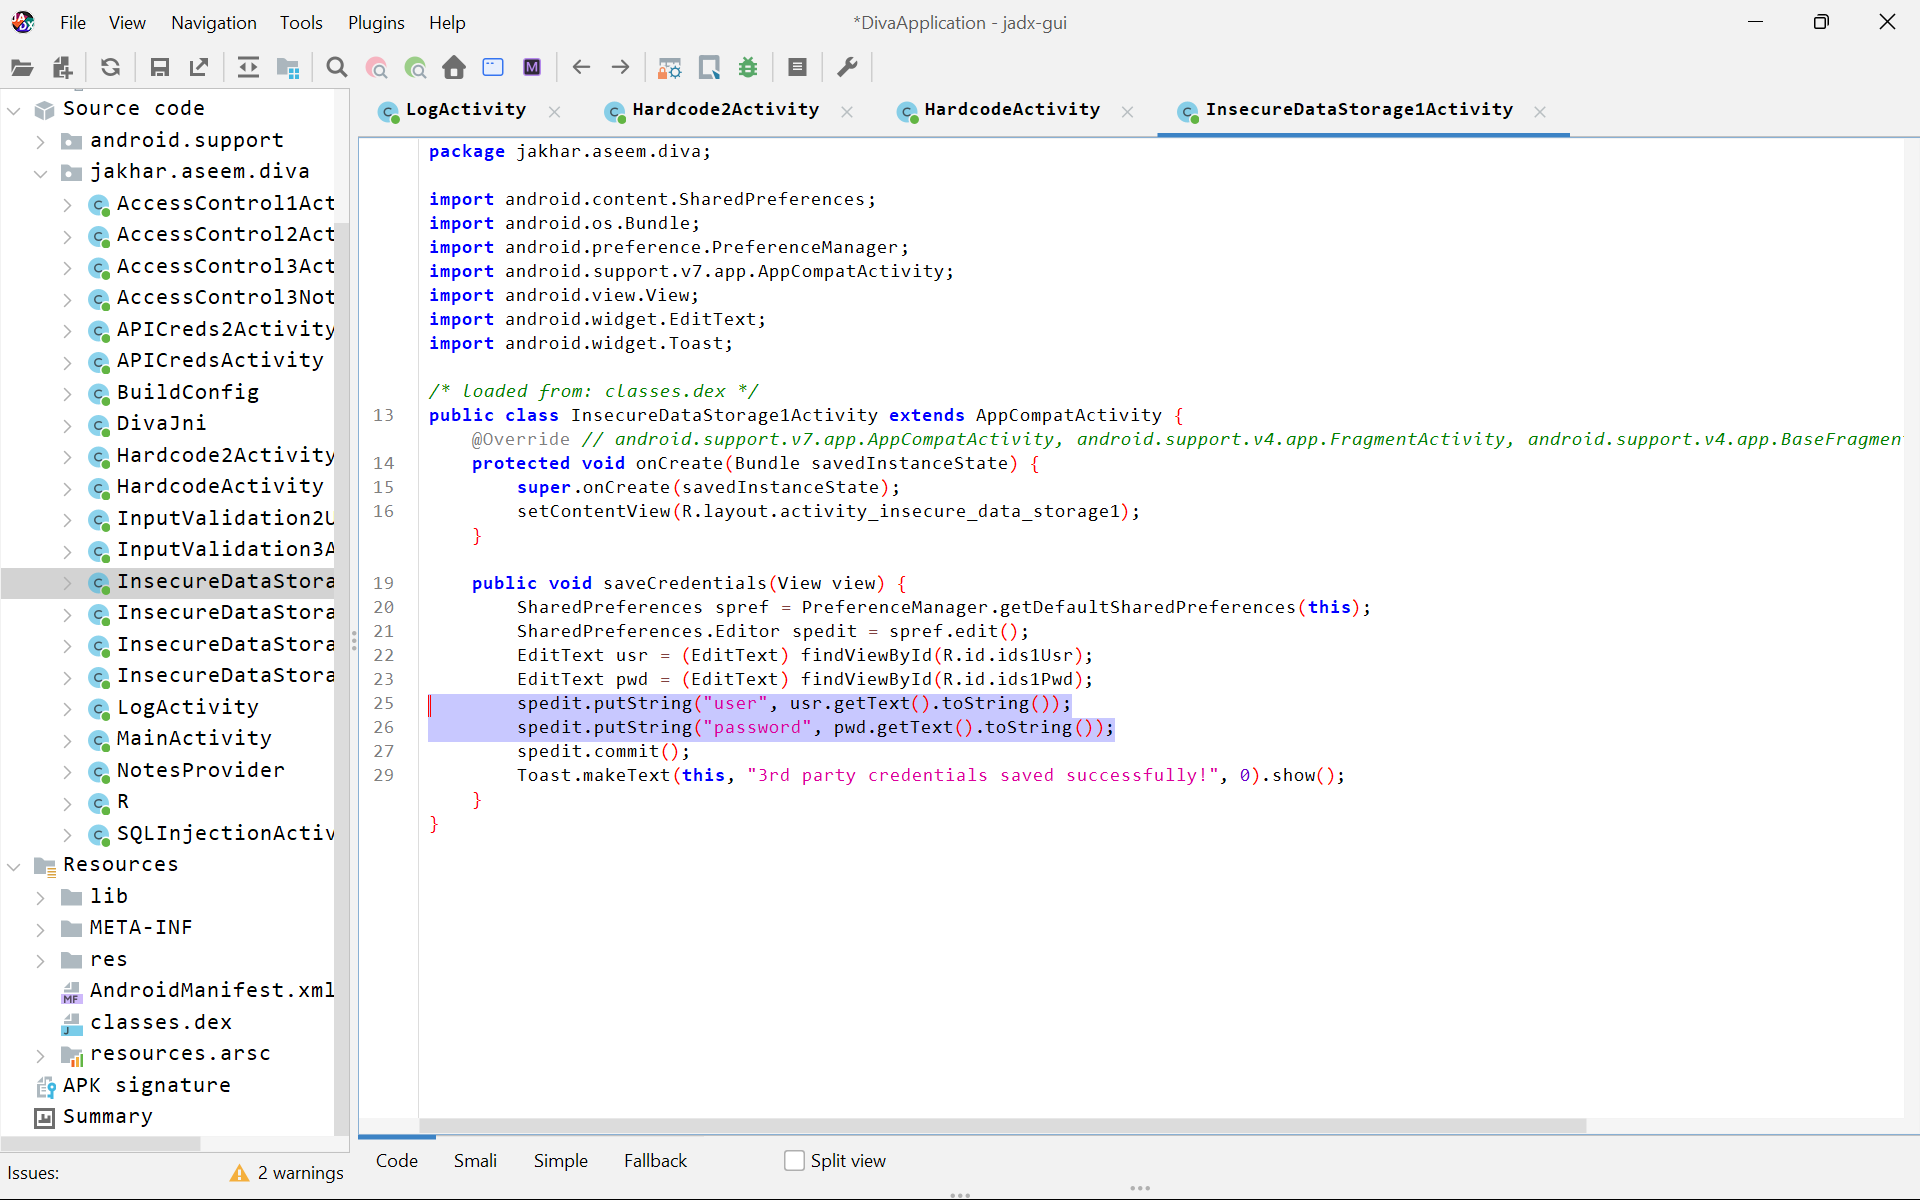 File View Navigation Tools Plugins Help
*DivaApplication - jadx-gui
Source code
android.support
jakhar.aseem.diva
AccessControl1Act
AccessControl2Act
AccessControl3Act
AccessControl3Not
APICreds2Activity
APICredsActivity
BuildConfig
DivaJni
Hardcode2Activity
HardcodeActivity
InputValidation2U
InputValidation3A
InsecureDataStora
InsecureDataStora
InsecureDataStora
InsecureDataStora
LogActivity
MainActivity
NotesProvider
R
SQLInjectionActiv
Resources
lib
META-INF
res
AndroidManifest.xml
classes.dex
resources.arsc
APK signature
Summary
Issues: 2 warnings
LogActivity Hardcode2Activity HardcodeActivity InsecureDataStorage1Activity
package jakhar.aseem.diva;
import android.content.SharedPreferences;
import android.os.Bundle;
import android.preference.PreferenceManager;
import android.support.v7.app.AppCompatActivity;
import android.view.View;
import android.widget.EditText;
import android.widget.Toast;
/* loaded from: classes.dex */
13 public class InsecureDataStorage1Activity extends AppCompatActivity {
@Override // android.support.v7.app.AppCompatActivity, android.support.v4.app.FragmentActivity, android.support.v4.app.BaseFragmen
14 protected void onCreate(Bundle savedInstanceState) {
15 super.onCreate(savedInstanceState);
16 setContentView(R.layout.activity_insecure_data_storage1);
}
19 public void saveCredentials(View view) {
20 SharedPreferences spref = PreferenceManager.getDefaultSharedPreferences(this);
21 SharedPreferences.Editor spedit = spref.edit();
22 EditText usr = (EditText) findViewById(R.id.ids1Usr);
23 EditText pwd = (EditText) findViewById(R.id.ids1Pwd);
25 spedit.putString("user", usr.getText().toString());
26 spedit.putString("password", pwd.getText().toString());
27 spedit.commit();
29 Toast.makeText(this, "3rd party credentials saved successfully!", 0).show();
}
}
Code Smali Simple Fallback Split view